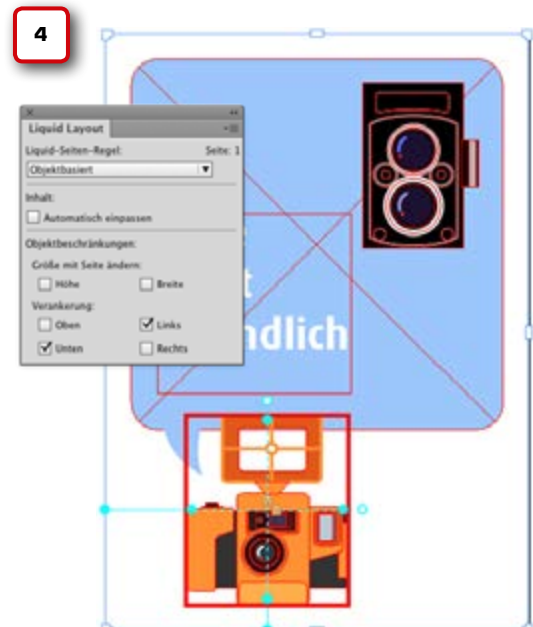 4
Liquid Layout
Liquid-Seiten-Regel: Seite: 1
Objektbasiert
Inhalt:
Automatisch einpassen
Objektbeschränkungen:
Größe mit Seite ändern:
Höhe Breite
Verankerung:
Oben Links
Unten Rechts
t
ndlich